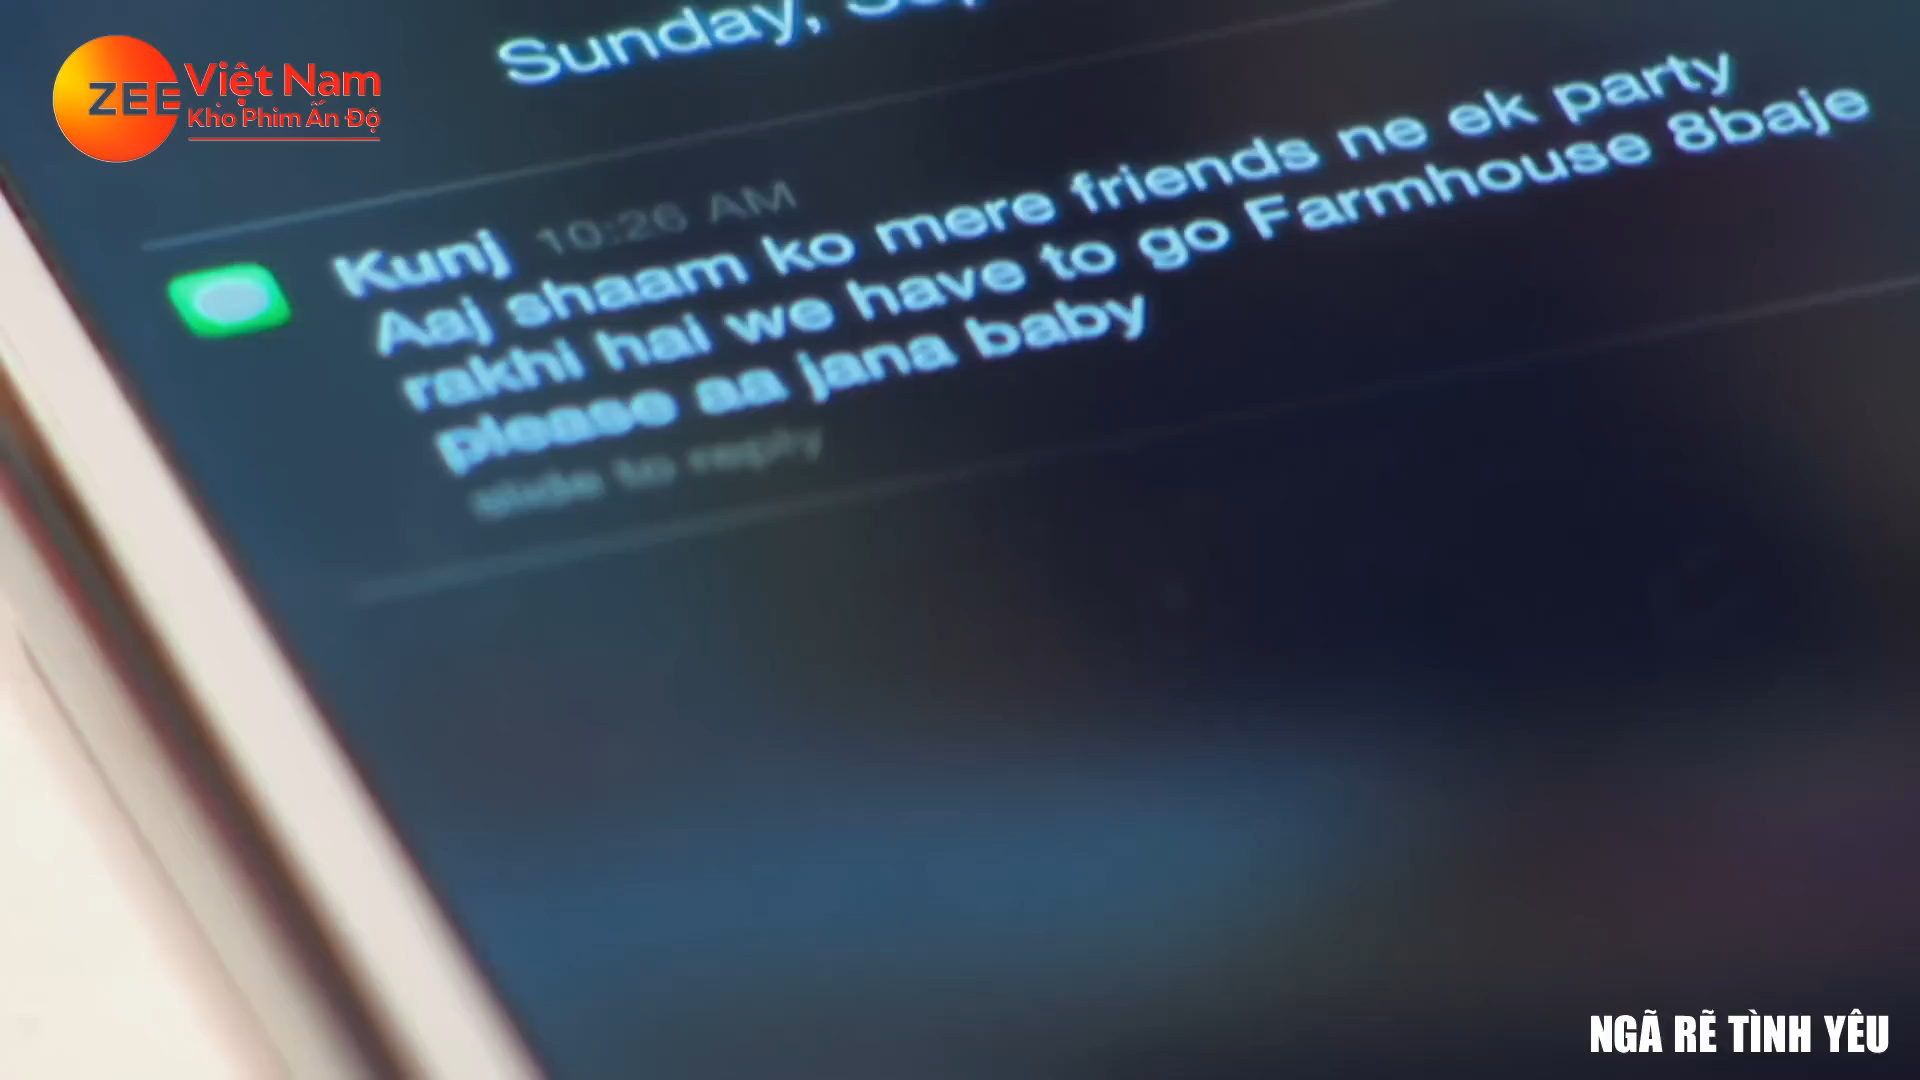 ZEE Việt Nam
Kho Phim Ấn Độ
Sunday,
Kunj 10:26 AM
Aaj shaam ko mere friends ne ek party
rakhi hai we have to go Farmhouse 8baje
please aa jana baby
slide to reply
NGÃ RẼ TÌNH YÊU